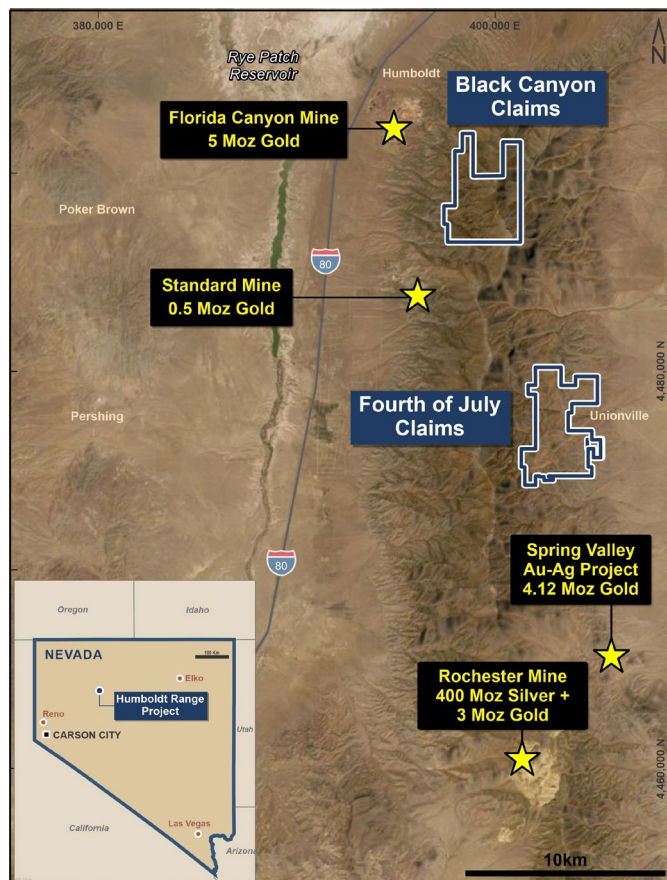 380,000 E
400,000 E
N
Rye Patch
Reservoir
Humboldt
Black Canyon
Claims
Florida Canyon Mine
5 Moz Gold
Poker Brown
80
Standard Mine
0.5 Moz Gold
4,480,000 N
Fourth of July
Claims
Pershing
Unionville
80
Spring Valley
Au-Ag Project
4.12 Moz Gold
Rochester Mine
400 Moz Silver +
3 Moz Gold
4,460,000 N
10km
Oregon
Idaho
NEVADA
100 Km
Elko
Humboldt Range
Project
Reno
CARSON CITY
Utah
California
Las Vegas
Arizona